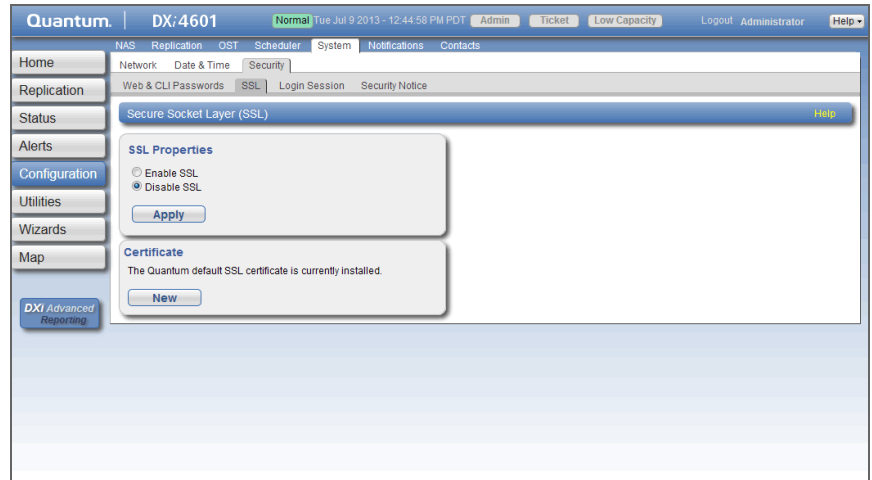 Quantum. DXi4601 Normal Tue Jul 9 2013 - 12:44:58 PM PDT Admin Ticket Low Capacity Logout Administrator Help
NAS Replication OST Scheduler System Notifications Contacts
Network Date & Time Security
Web & CLI Passwords SSL Login Session Security Notice
Home
Replication
Status
Alerts
Configuration
Utilities
Wizards
Map
DXi Advanced
Reporting
Secure Socket Layer (SSL) Help
SSL Properties
Enable SSL
Disable SSL
Apply
Certificate
The Quantum default SSL certificate is currently installed.
New